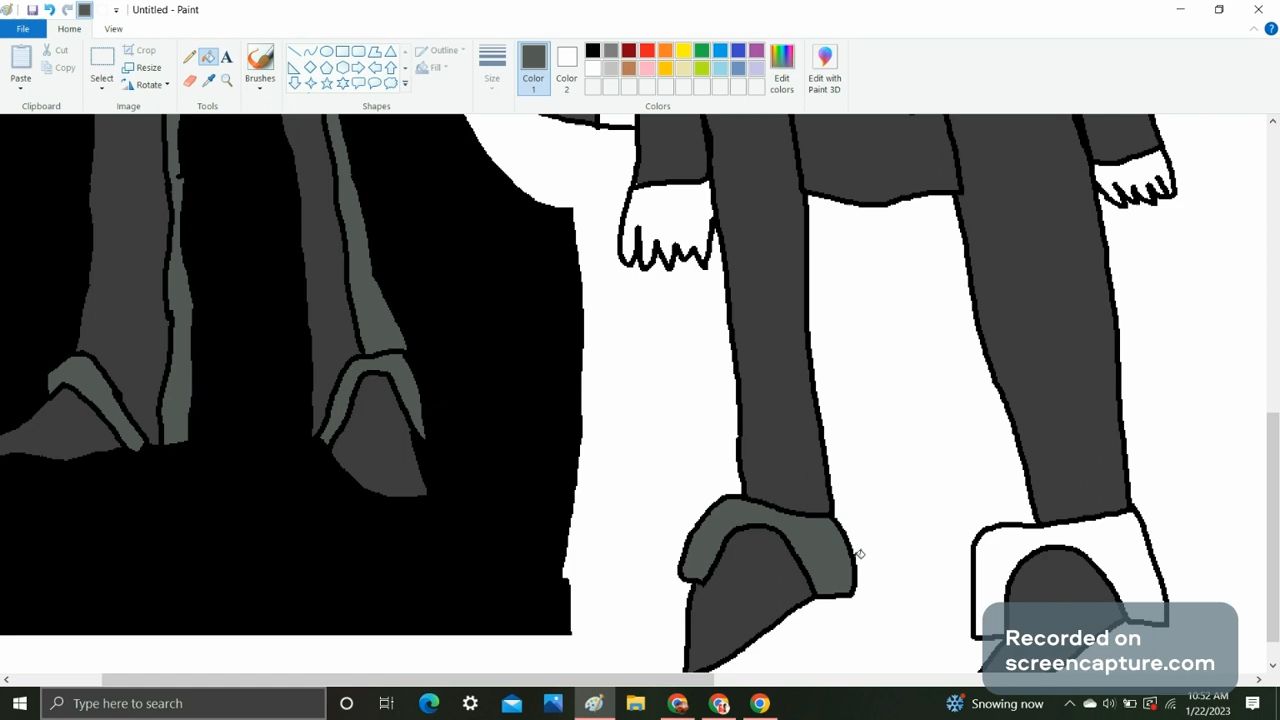 Untitled - Paint
File
Home
View
Paste
Cut
Copy
Clipboard
Select
Crop
Resize
Rotate
Image
A
Tools
Brushes
Outline
Fill
Shapes
Size
Color
1
Color
2
Edit
colors
Colors
Edit with
Paint 3D
Recorded on
screencapture.com
Type here to search
Snowing now
10:52 AM
1/22/2023